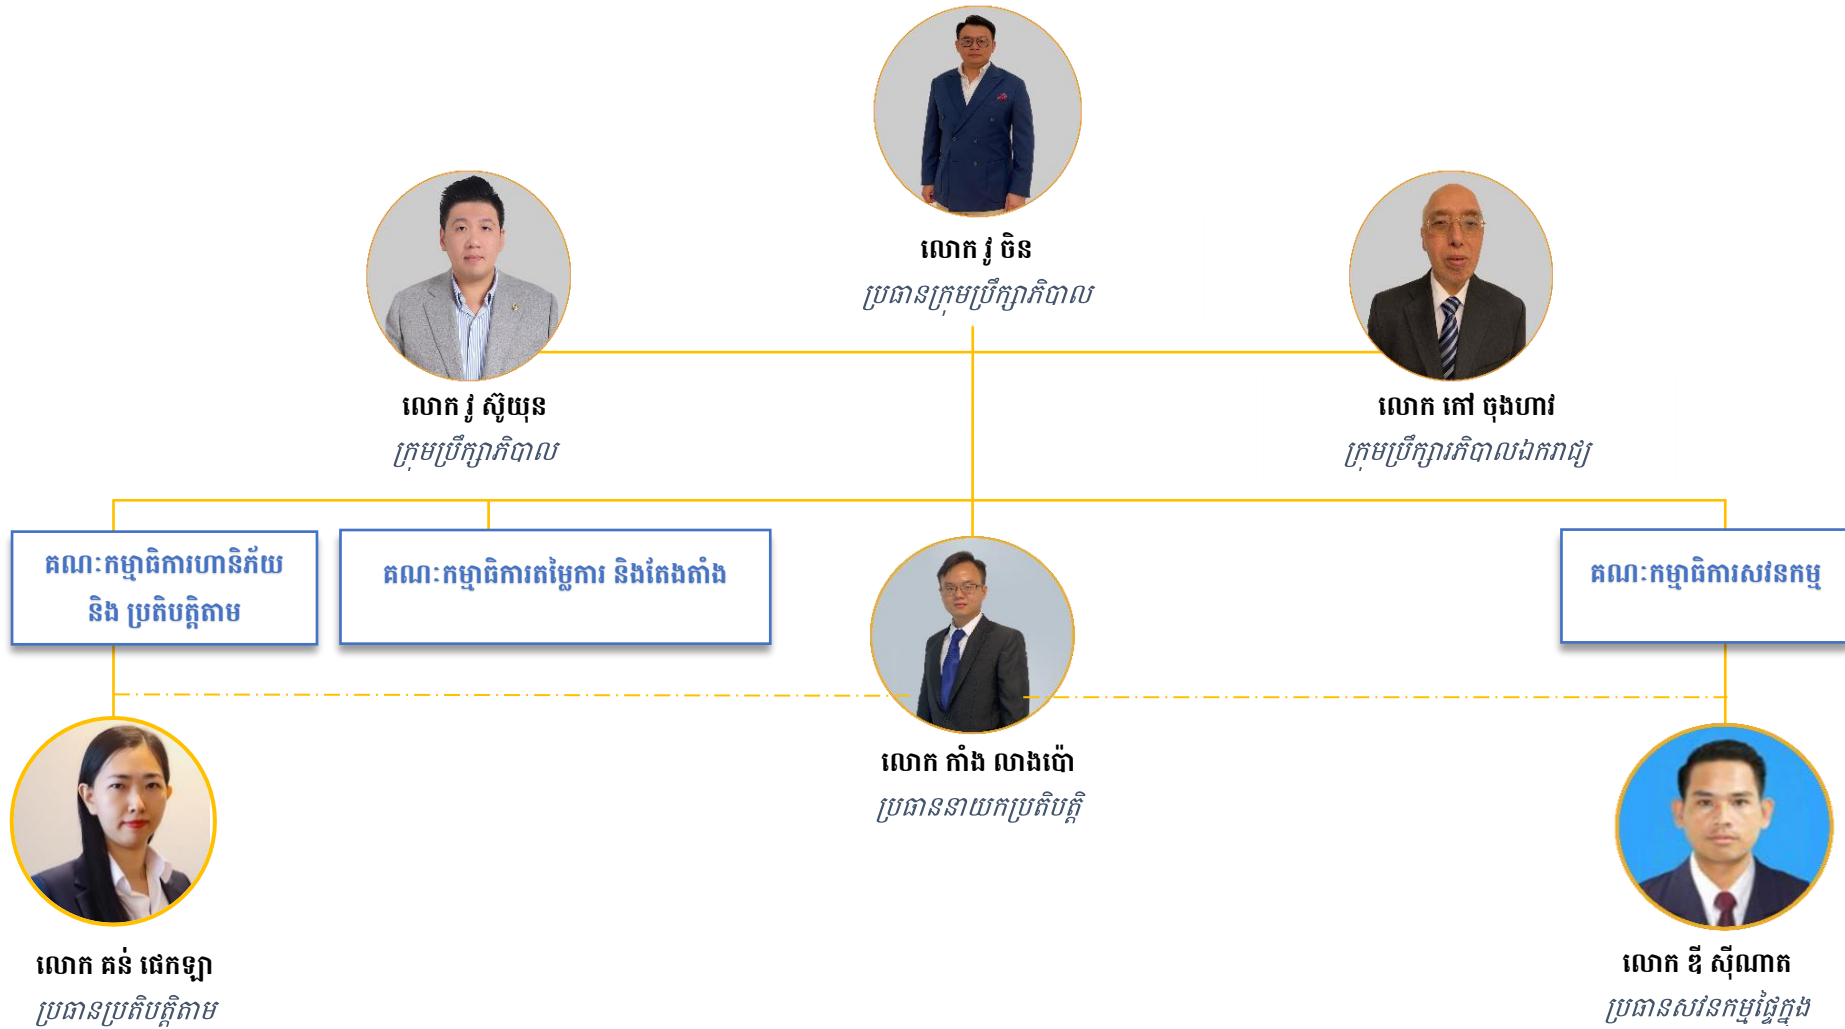 លោក វូ ចិន
ប្រធានក្រុមប្រឹក្សាភិបាល
លោក វូ ស៊ូយុន
ក្រុមប្រឹក្សាភិបាល
លោក កៅ ចុងហាវ
ក្រុមប្រឹក្សារភិបាលឯករាជ្យ
គណៈកម្មាធិការហានិភ័យ
និង ប្រតិបត្តិតាម
គណៈកម្មាធិការតម្លៃការ និងតែងតាំង
គណៈកម្មាធិការសវនកម្ម
លោក កាំង លាងប៉ោ
ប្រធាននាយកប្រតិបត្តិ
លោក គន់ ផេកឡា
ប្រធានប្រតិបត្តិតាម
លោក ឌី ស៊ីណាត
ប្រធានសវនកម្មផ្ទៃក្នុង